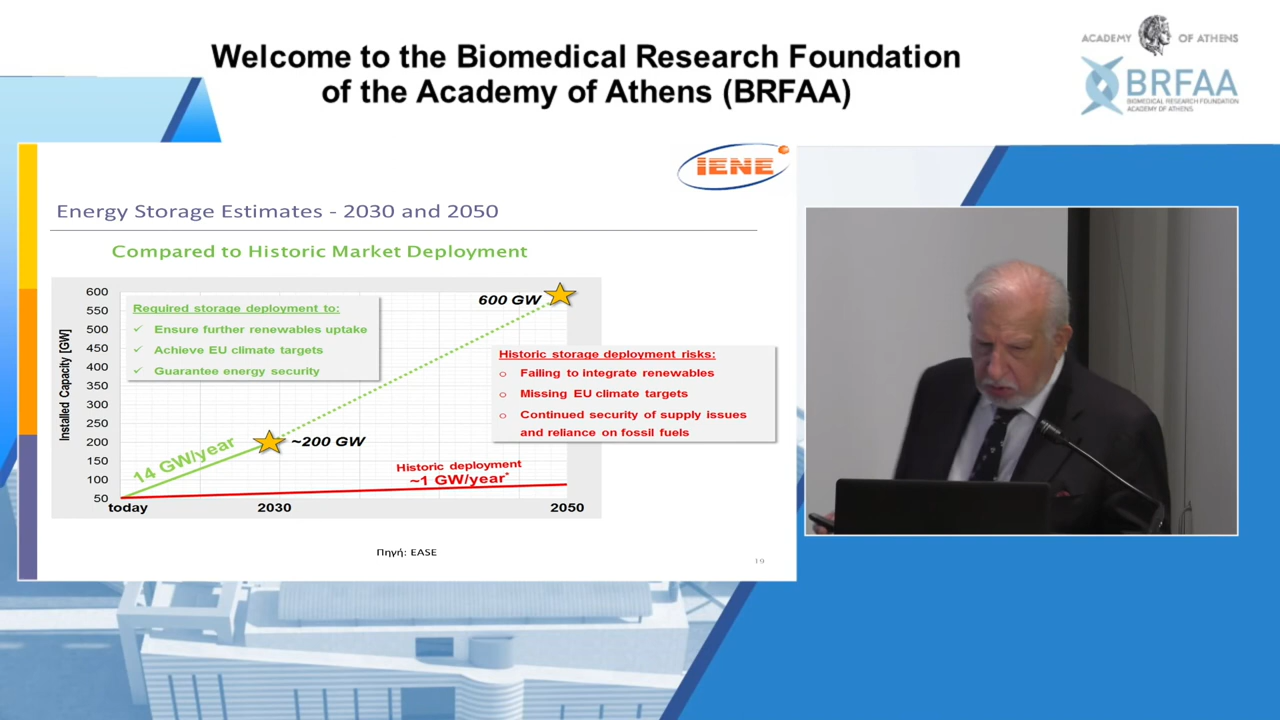 Welcome to the Biomedical Research Foundation
of the Academy of Athens (BRFAA)
ACADEMY OF ATHENS
BRFAA
BIOMEDICAL RESEARCH FOUNDATION
ACADEMY OF ATHENS
IENE
Energy Storage Estimates - 2030 and 2050
Compared to Historic Market Deployment
Installed Capacity [GW]
600
550
500
450
400
350
300
250
200
150
100
50
Required storage deployment to:
✓ Ensure further renewables uptake
✓ Achieve EU climate targets
✓ Guarantee energy security
600 GW
Historic storage deployment risks:
o Failing to integrate renewables
o Missing EU climate targets
o Continued security of supply issues
and reliance on fossil fuels
14 GW/year
~200 GW
Historic deployment
~1 GW/year*
today 2030 2050
Πηγή: EASE
19